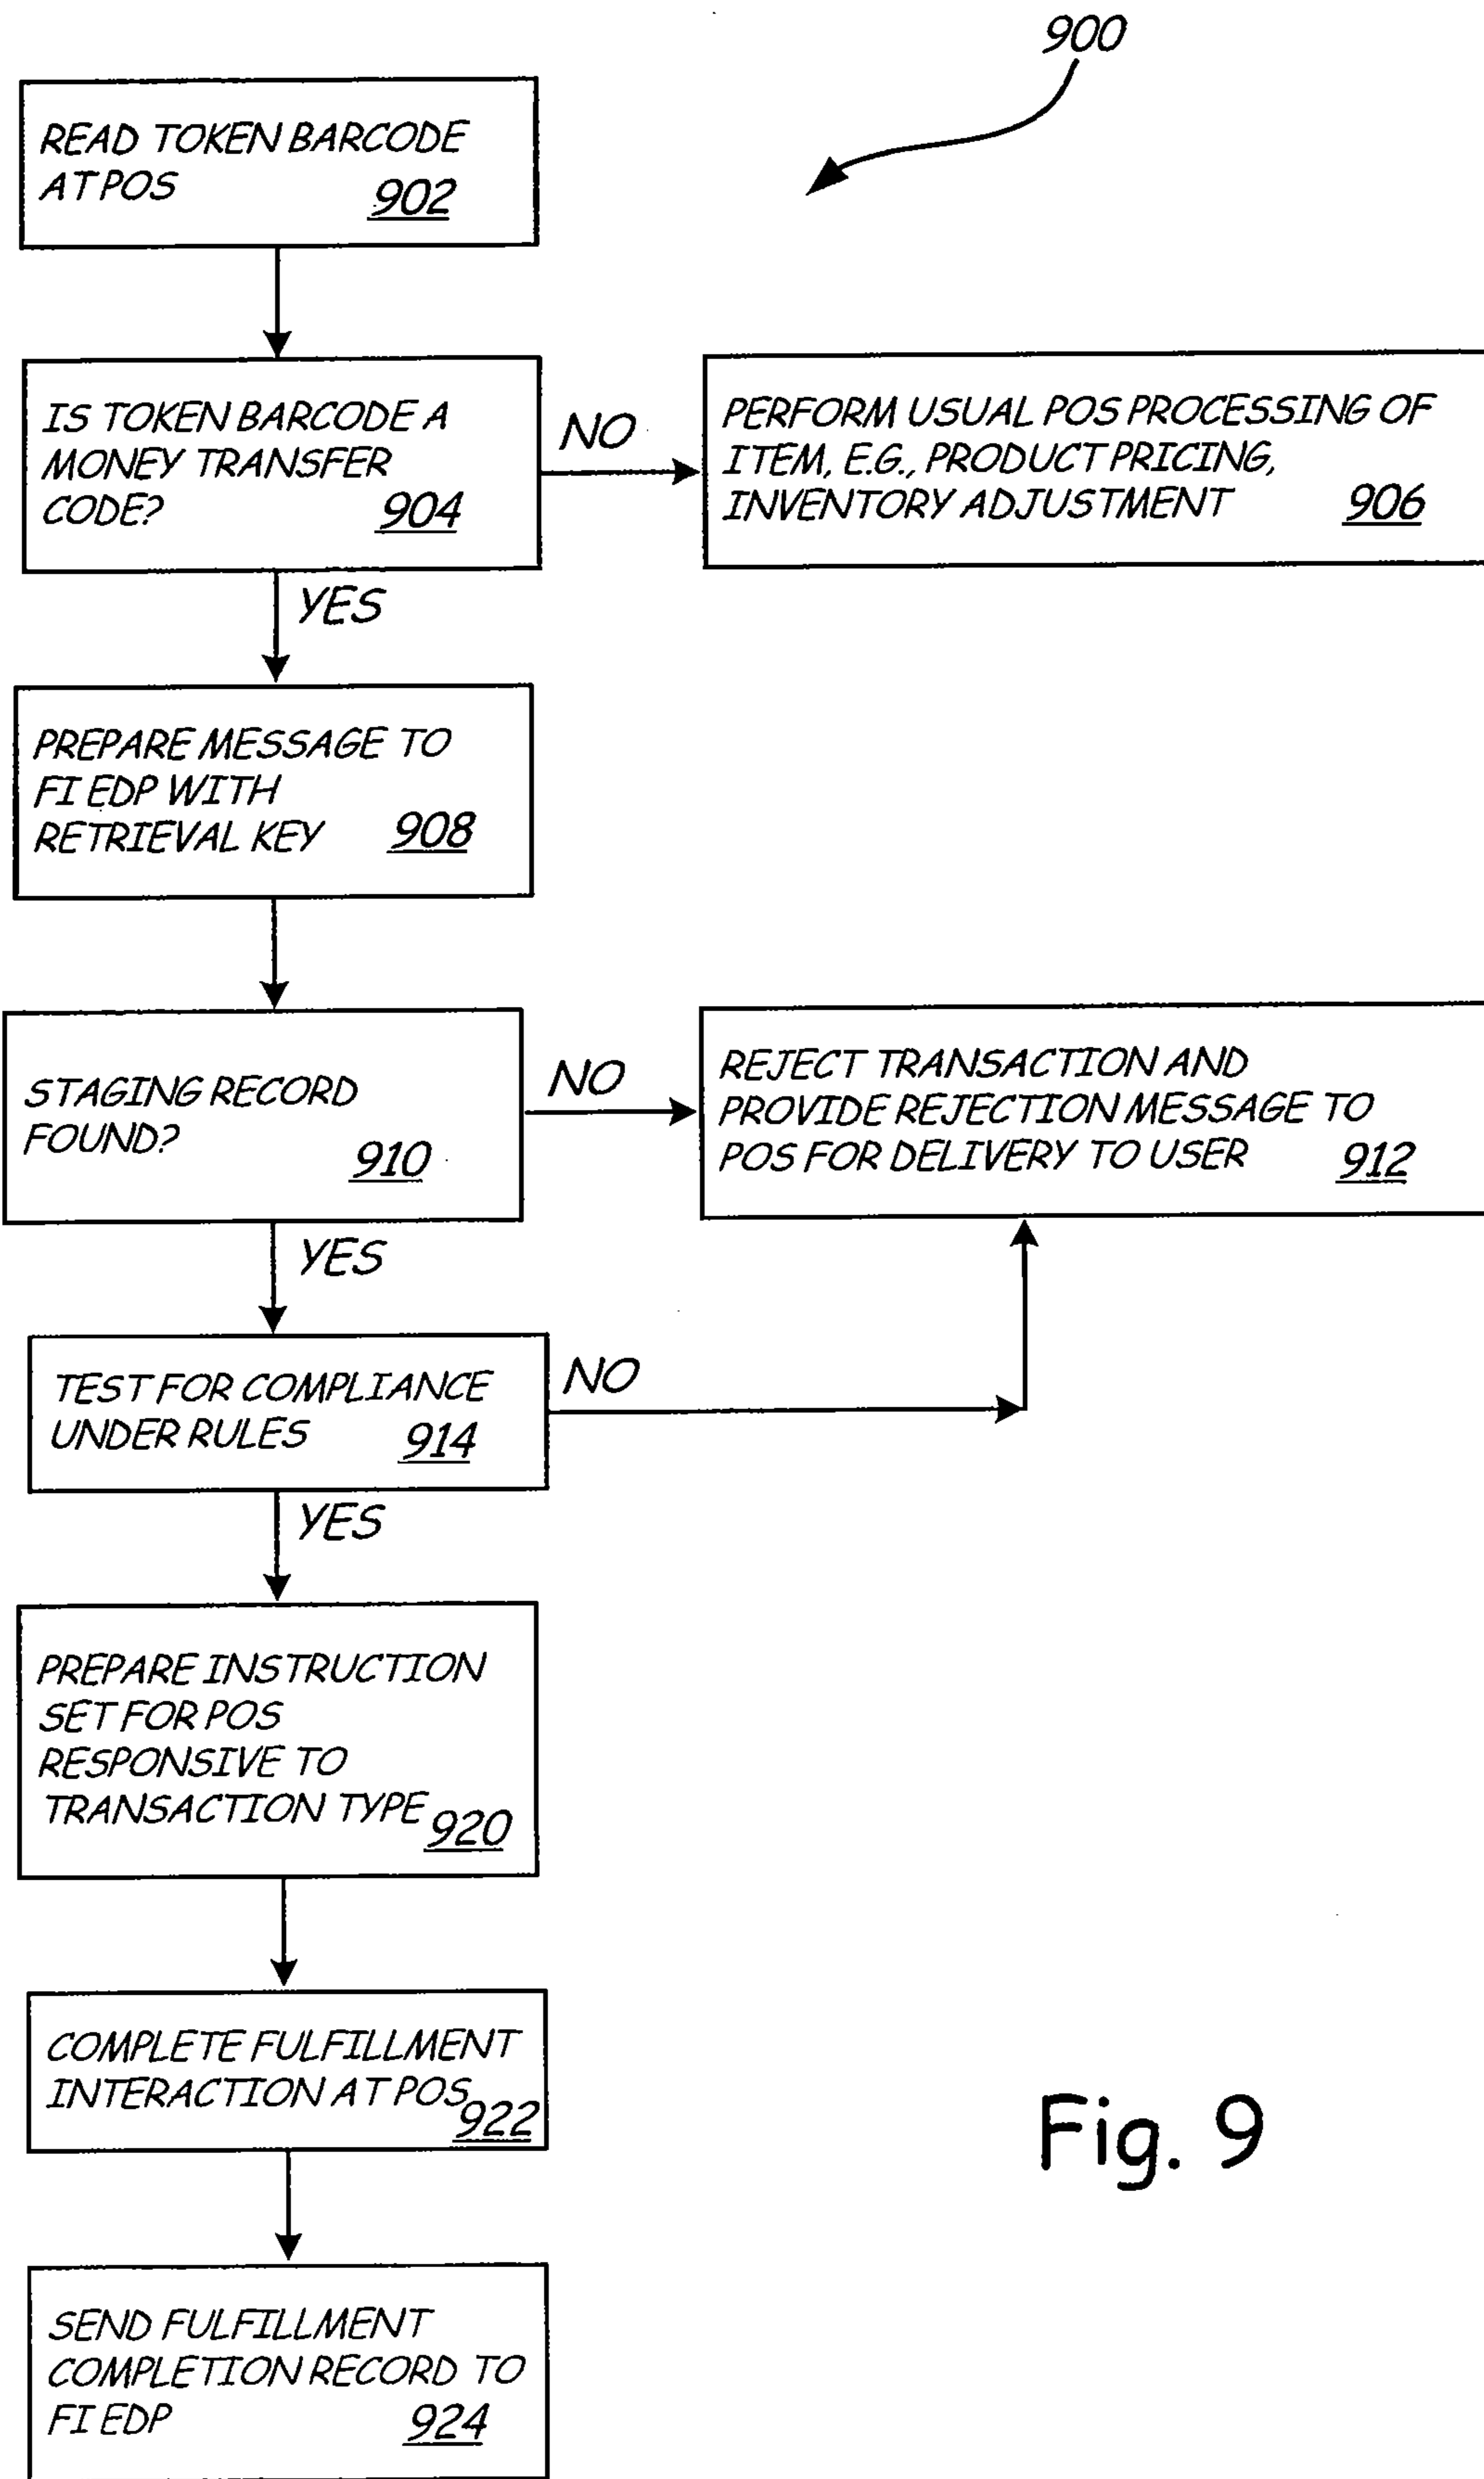 900
READ TOKEN BARCODE
AT POS 902
IS TOKEN BARCODE A
MONEY TRANSFER
CODE? 904
NO
PERFORM USUAL POS PROCESSING OF
ITEM, E.G., PRODUCT PRICING,
INVENTORY ADJUSTMENT 906
YES
PREPARE MESSAGE TO
FI EDP WITH
RETRIEVAL KEY 908
STAGING RECORD
FOUND? 910
NO
REJECT TRANSACTION AND
PROVIDE REJECTION MESSAGE TO
POS FOR DELIVERY TO USER 912
YES
TEST FOR COMPLIANCE
UNDER RULES 914
NO
YES
PREPARE INSTRUCTION
SET FOR POS
RESPONSIVE TO
TRANSACTION TYPE 920
COMPLETE FULFILLMENT
INTERACTION AT POS 922
SEND FULFILLMENT
COMPLETION RECORD TO
FI EDP 924
Fig. 9